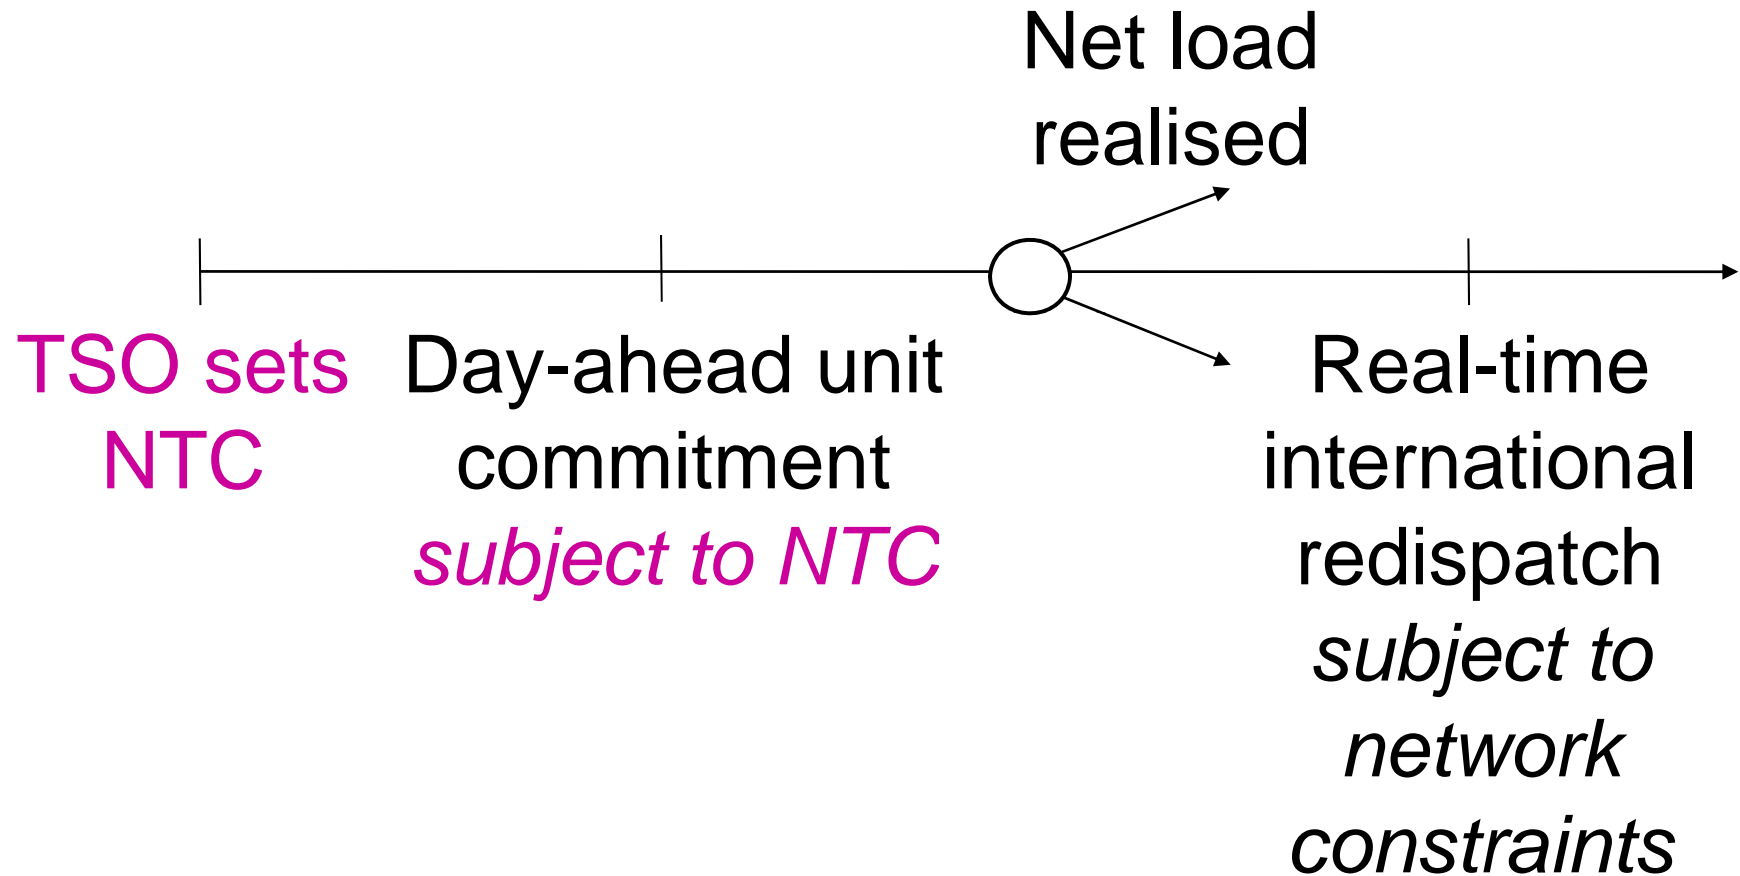 Net load
realised
TSO sets
NTC
Day-ahead unit
commitment
subject to NTC
Real-time
international
redispatch
subject to
network
constraints